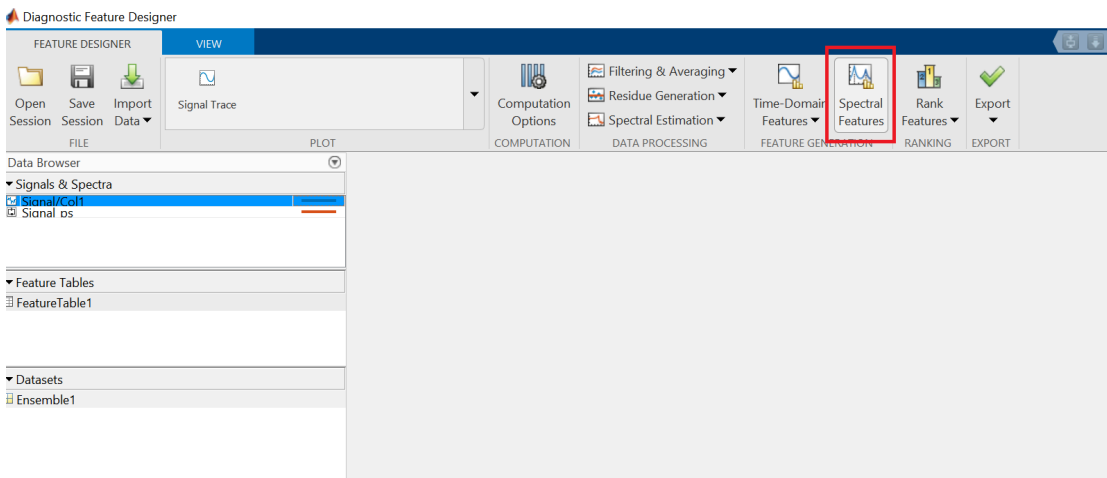 Diagnostic Feature Designer
FEATURE DESIGNER VIEW
Open Session
Save Session
Import Data
FILE
Signal Trace
PLOT
Computation Options
COMPUTATION
Filtering & Averaging
Residue Generation
Spectral Estimation
DATA PROCESSING
Time-Domain Features
Spectral Features
FEATURE GENERATION
Rank Features
RANKING
Export
EXPORT
Data Browser
Signals & Spectra
Signal/Col1
Signal_ps
Feature Tables
FeatureTable1
Datasets
Ensemble1